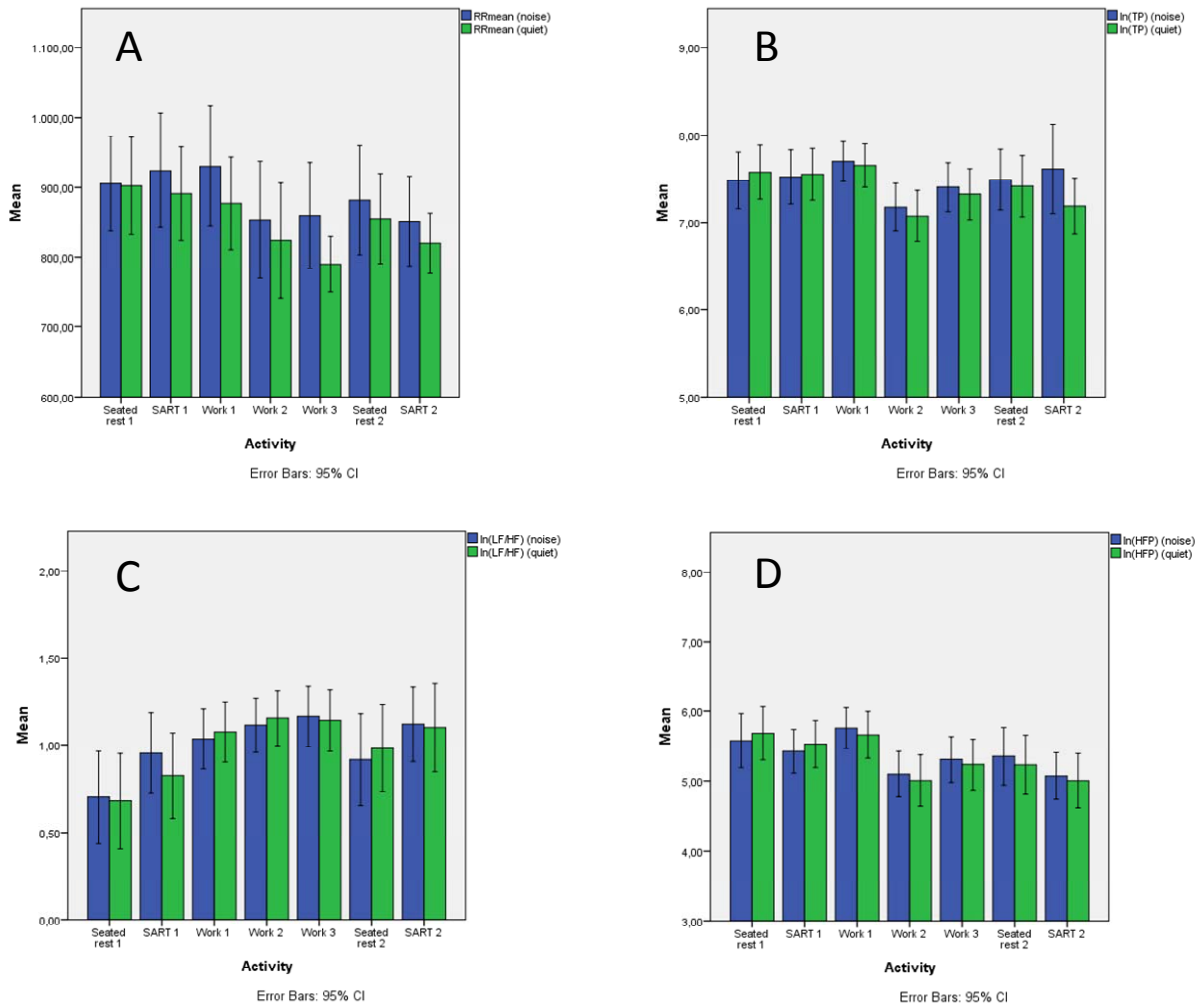 A
RRmean (noise)
RRmean (quiet)
1.100,00
1.000,00
900,00
800,00
700,00
600,00
Mean
Seated rest 1
SART 1
Work 1
Work 2
Work 3
Seated rest 2
SART 2
Activity
Error Bars: 95% CI
B
ln(TP) (noise)
ln(TP) (quiet)
9,00
8,00
7,00
6,00
5,00
Mean
Seated rest 1
SART 1
Work 1
Work 2
Work 3
Seated rest 2
SART 2
Activity
Error Bars: 95% CI
C
ln(LF/HF) (noise)
ln(LF/HF) (quiet)
2,00
1,50
1,00
0,50
0,00
Mean
Seated rest 1
SART 1
Work 1
Work 2
Work 3
Seated rest 2
SART 2
Activity
Error Bars: 95% CI
D
ln(HFP) (noise)
ln(HFP) (quiet)
8,00
7,00
6,00
5,00
4,00
3,00
Mean
Seated rest 1
SART 1
Work 1
Work 2
Work 3
Seated rest 2
SART 2
Activity
Error Bars: 95% CI